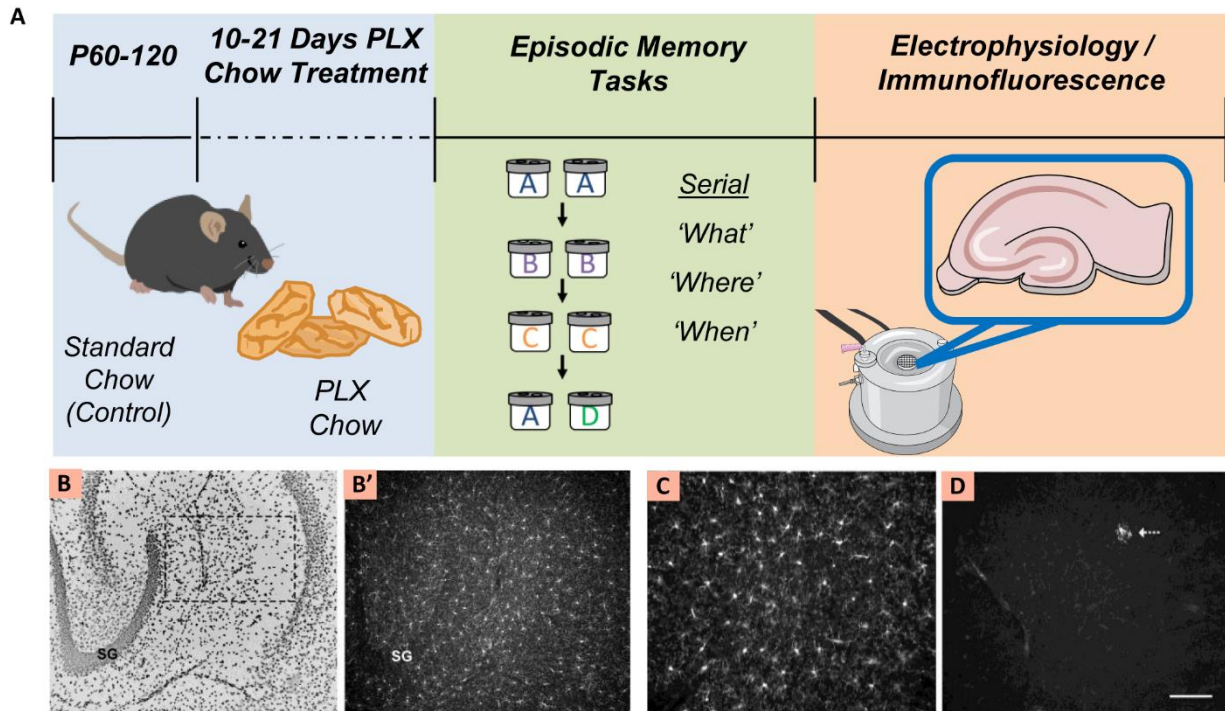 A
P60-120
10-21 Days PLX
Chow Treatment
Episodic Memory
Tasks
Electrophysiology /
Immunofluorescence
Standard
Chow
(Control)
PLX
Chow
A A
B B
C C
A D
Serial
'What'
'Where'
'When'
B
SG
B'
SG
C
D